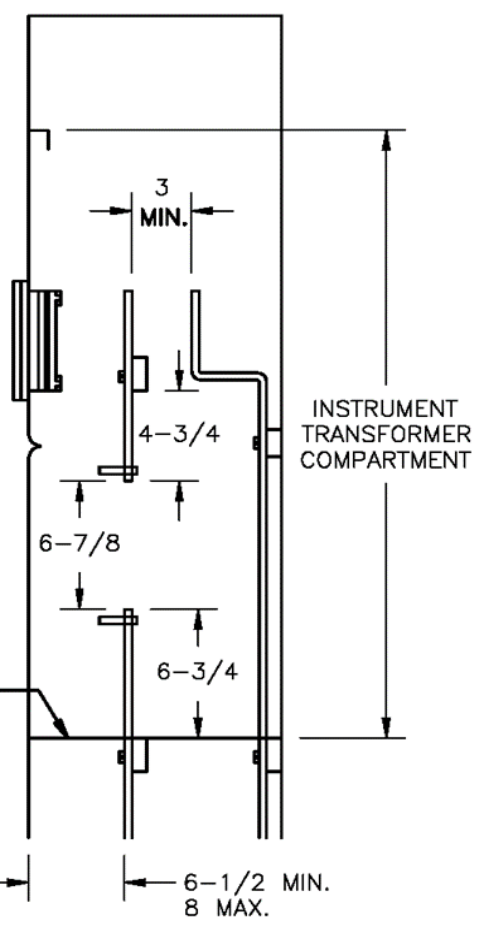 3
MIN.
INSTRUMENT
TRANSFORMER
COMPARTMENT
4-3/4
6-7/8
6-3/4
6-1/2 MIN.
8 MAX.